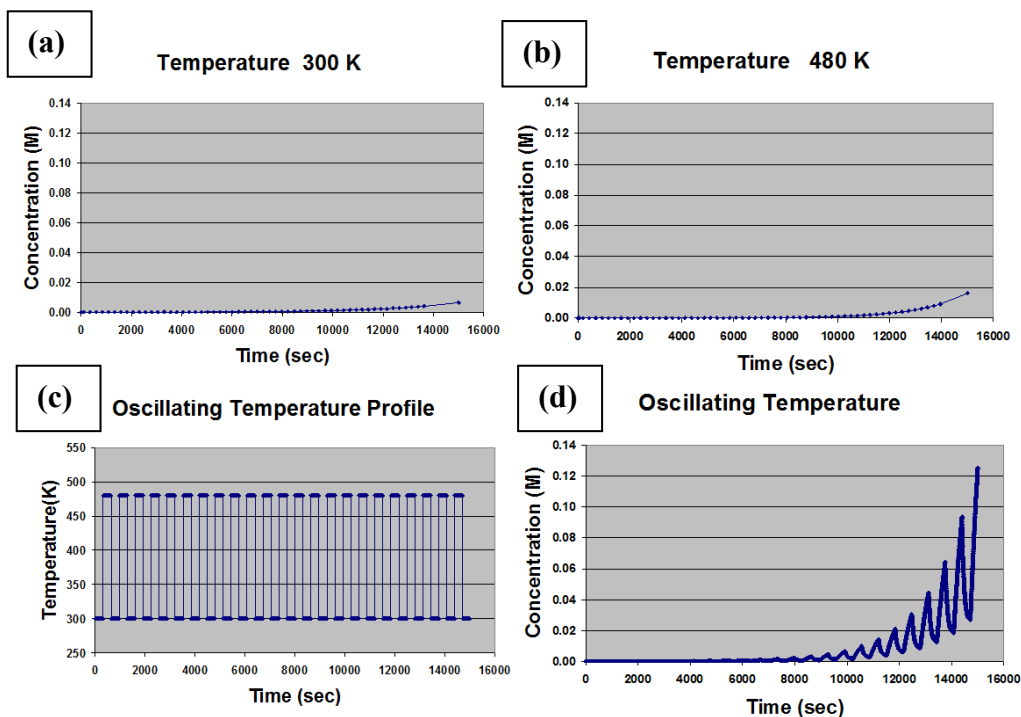 (a)
Temperature 300 K
Concentration (M)
0.14
0.12
0.10
0.08
0.06
0.04
0.02
0.00
0 2000 4000 6000 8000 10000 12000 14000 16000
Time (sec)
(b)
Temperature 480 K
Concentration (M)
0.14
0.12
0.10
0.08
0.06
0.04
0.02
0.00
0 2000 4000 6000 8000 10000 12000 14000 16000
Time (sec)
(c)
Oscillating Temperature Profile
Temperature(K)
550
500
450
400
350
300
250
0 2000 4000 6000 8000 10000 12000 14000 16000
Time (sec)
(d)
Oscillating Temperature
Concentration (M)
0.14
0.12
0.10
0.08
0.06
0.04
0.02
0.00
0 2000 4000 6000 8000 10000 12000 14000 16000
Time (sec)